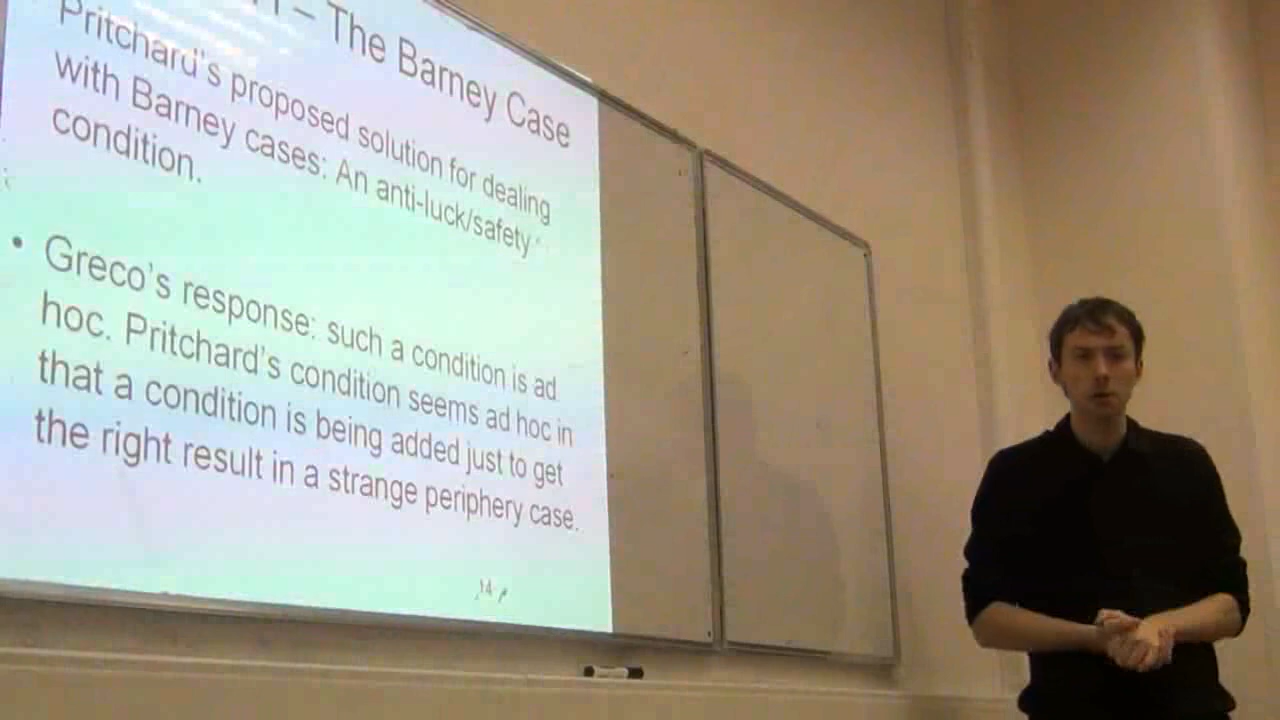 – The Barney Case
Pritchard's proposed solution for dealing
with Barney cases: An anti-luck/safety
condition.
• Greco's response: such a condition is ad
hoc. Pritchard's condition seems ad hoc in
that a condition is being added just to get
the right result in a strange periphery case.
14